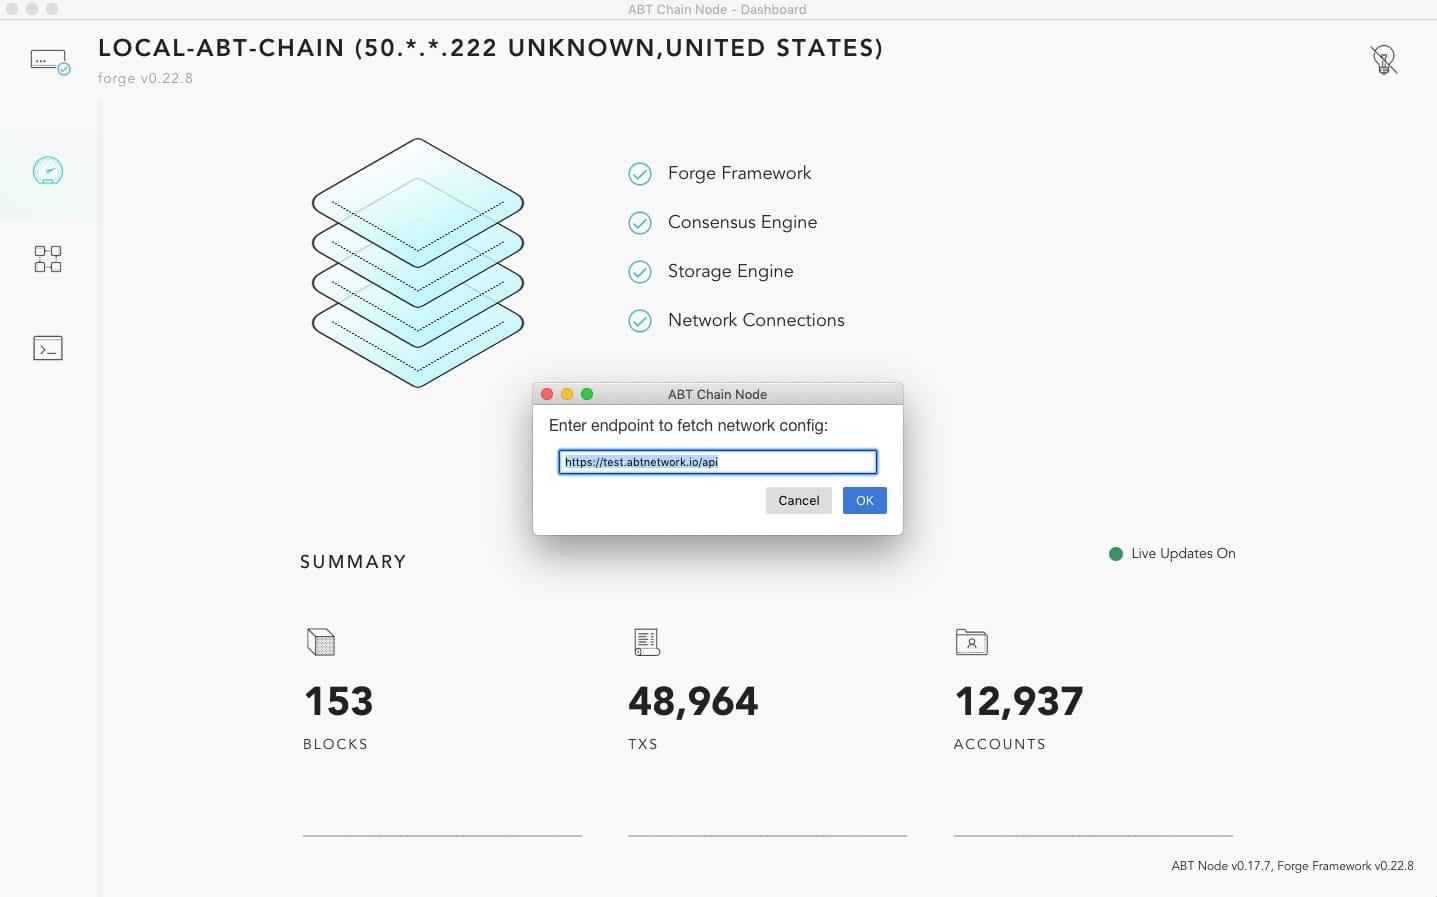 ABT Chain Node - Dashboard
LOCAL-ABT-CHAIN (50.*.*.222 UNKNOWN,UNITED STATES)
forge v0.22.8
Forge Framework
Consensus Engine
Storage Engine
Network Connections
ABT Chain Node
Enter endpoint to fetch network config:
https://test.abtnetwork.io/api
Cancel OK
SUMMARY
Live Updates On
153 48,964 12,937
BLOCKS TXS ACCOUNTS
ABT Node v0.17.7, Forge Framework v0.22.8